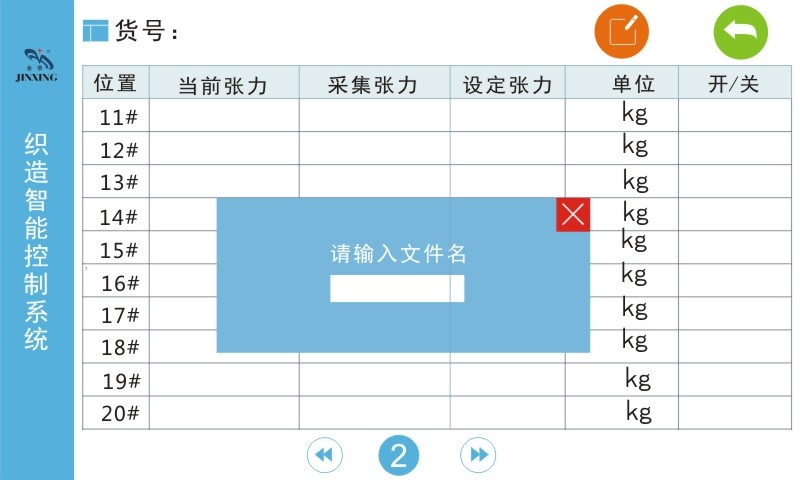 货号：
金星
JINXING
织造智能控制系统
位置 当前张力 采集张力 设定张力 单位 开/关
11# kg
12# kg
13# kg
14# kg
15# kg
16# kg
17# kg
18# kg
19# kg
20# kg
请输入文件名
2